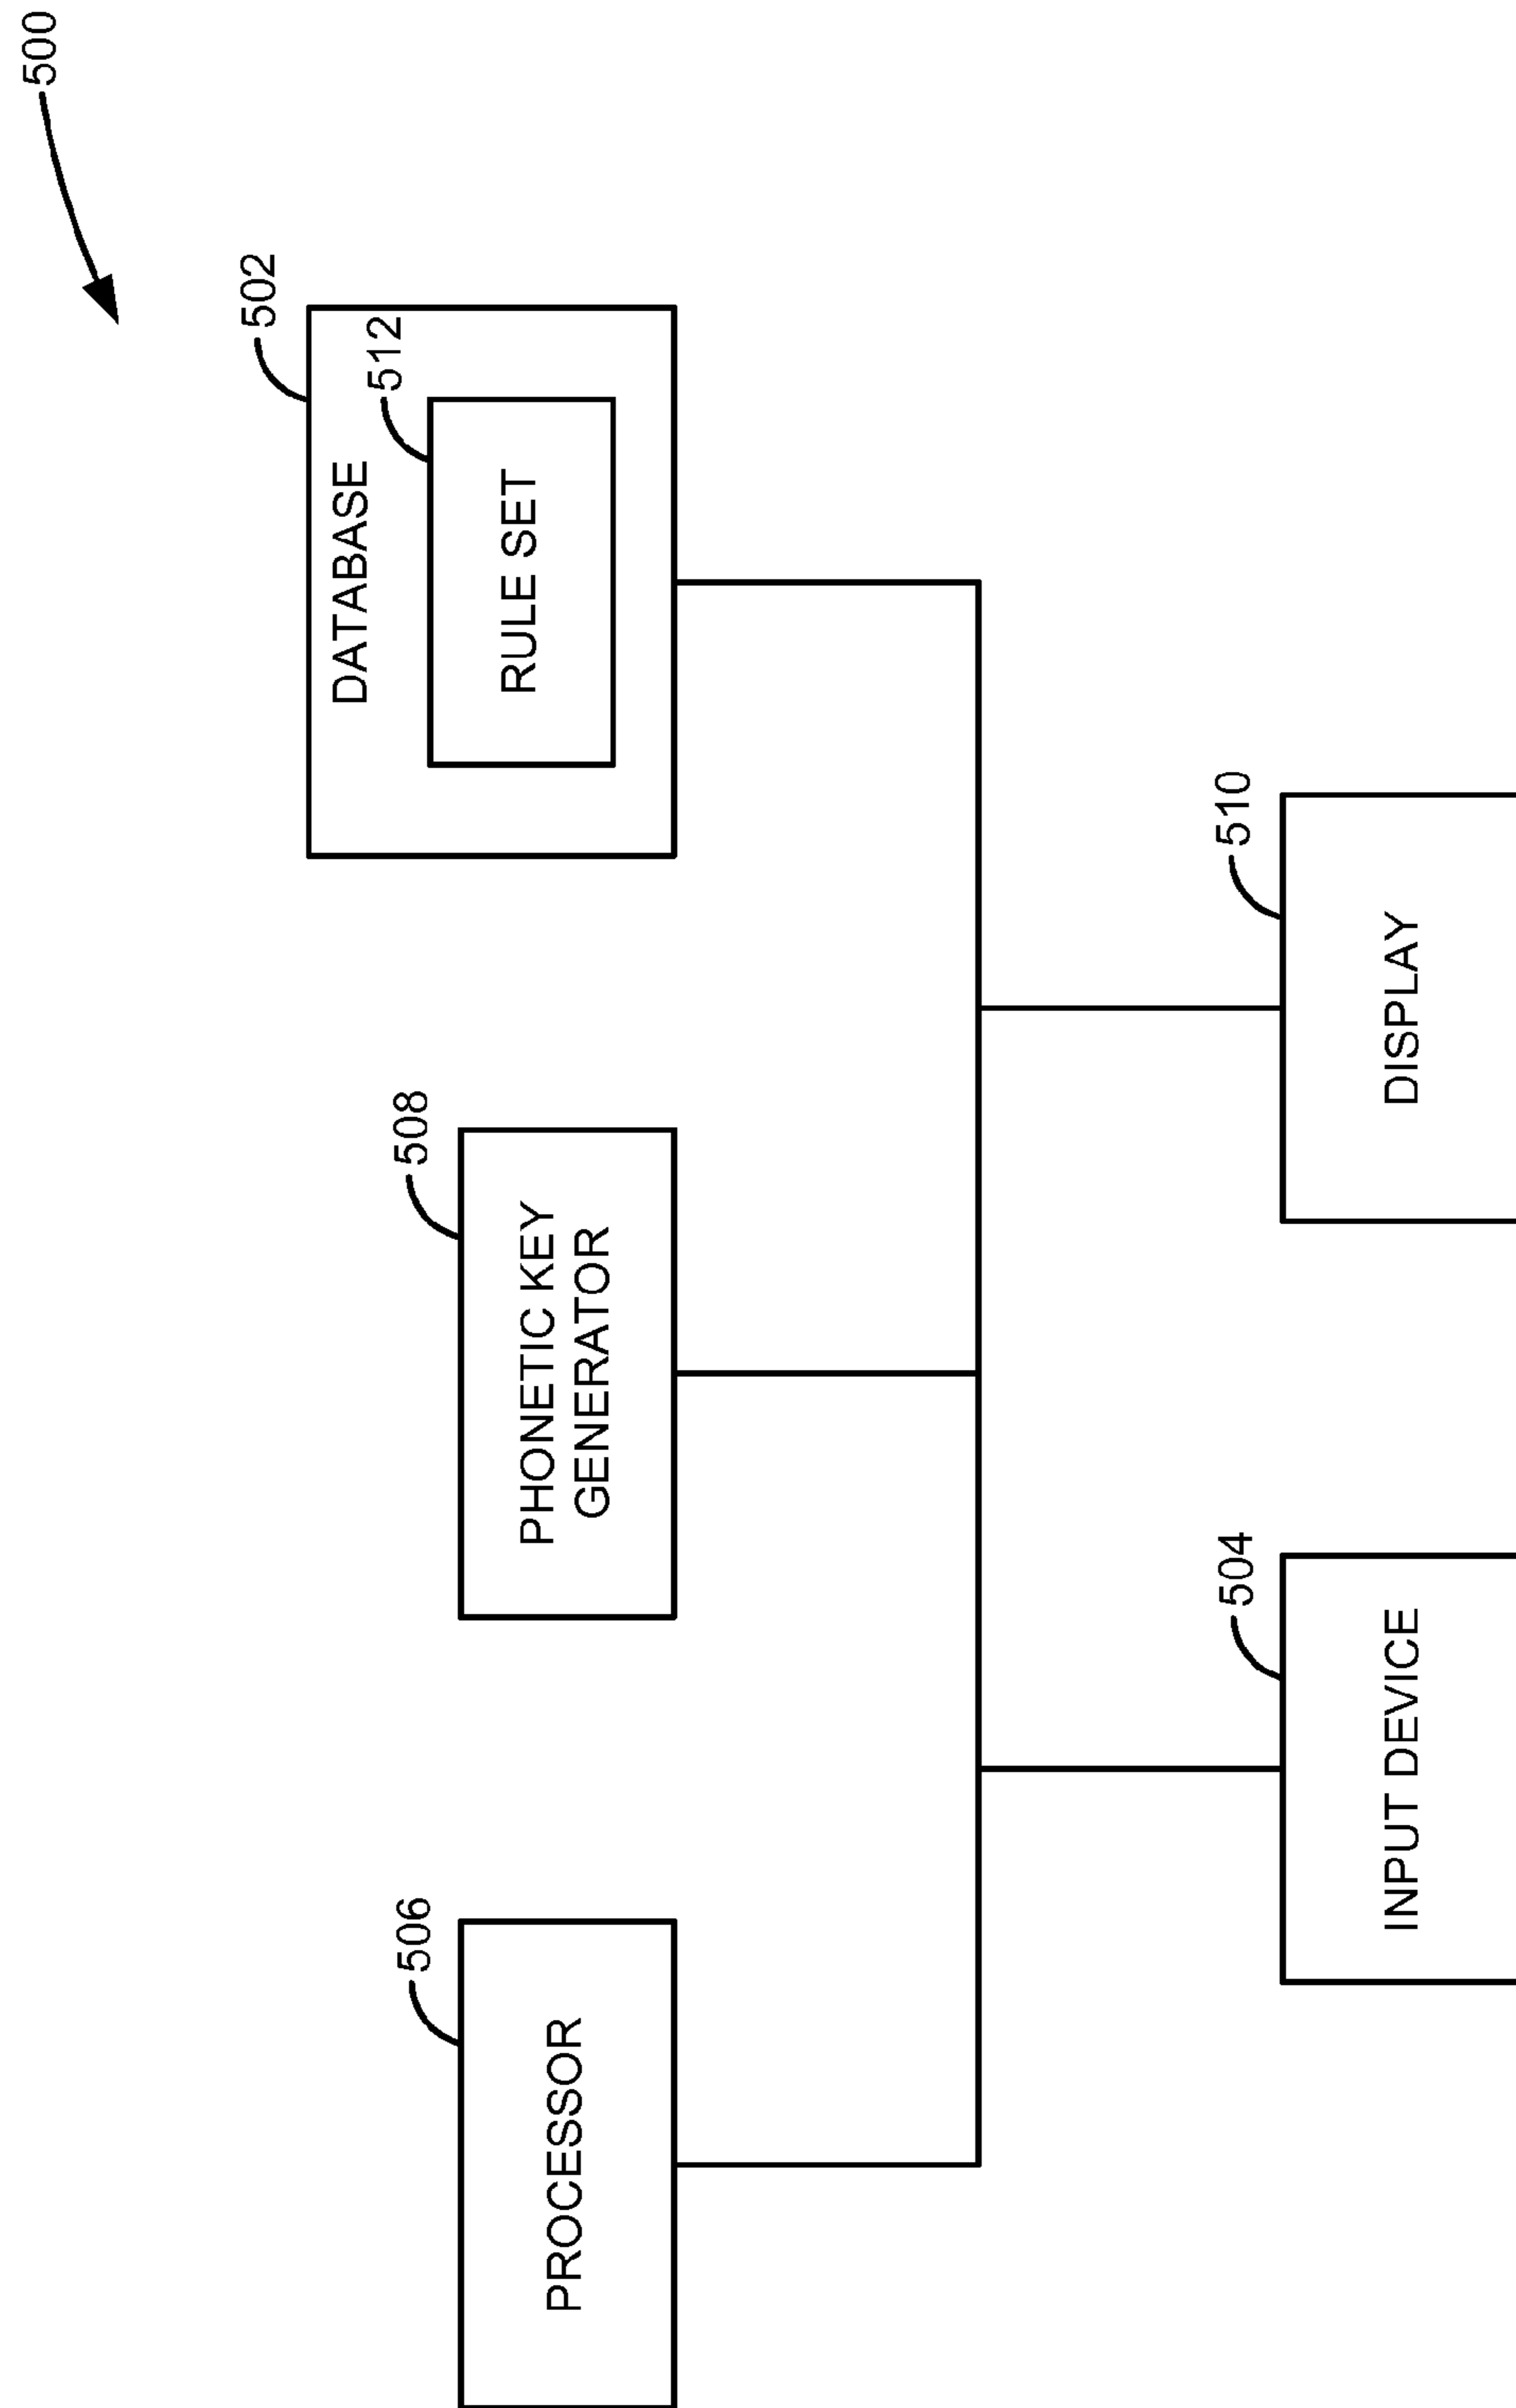 500
502
DATABASE
512
RULE SET
508
PHONETIC KEY
GENERATOR
506
PROCESSOR
504
INPUT DEVICE
510
DISPLAY